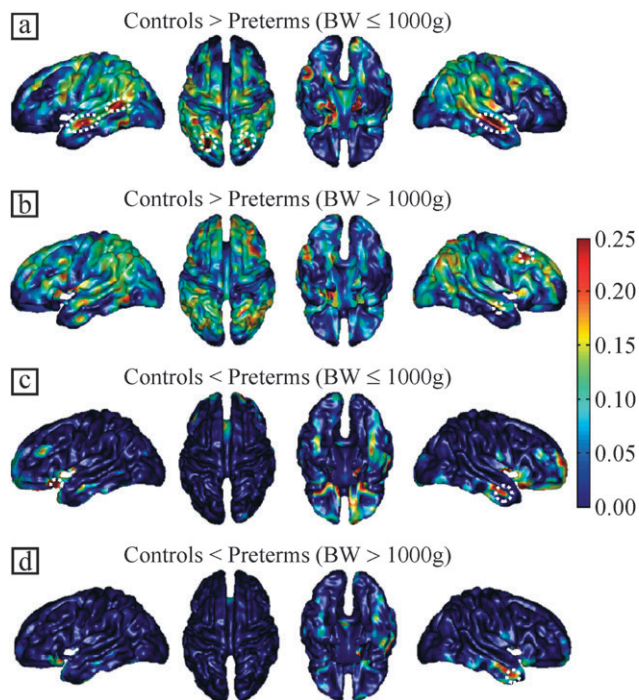 a Controls > Preterms (BW ≤ 1000g)
b Controls > Preterms (BW > 1000g)
0.25
0.20
0.15
0.10
0.05
0.00
c Controls < Preterms (BW ≤ 1000g)
d Controls < Preterms (BW > 1000g)